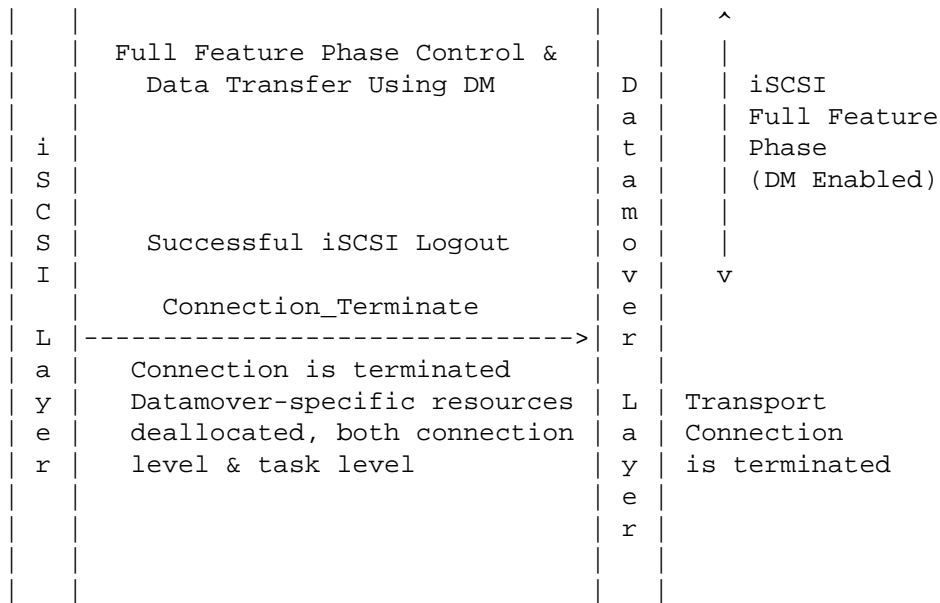 |   |                                |   |   ^
|   |  Full Feature Phase Control &  |   |   |
|   |    Data Transfer Using DM      | D |   | iSCSI
|   |                                | a |   | Full Feature
| i |                                | t |   | Phase
| S |                                | a |   | (DM Enabled)
| C |                                | m |   |
| S |    Successful iSCSI Logout     | o |   |
| I |                                | v |   v
|   |     Connection_Terminate       | e |
| L |------------------------------->| r |
| a |   Connection is terminated     |   |
| y |   Datamover-specific resources | L | Transport
| e |   deallocated, both connection | a | Connection
| r |   level & task level           | y | is terminated
|   |                                | e |
|   |                                | r |
|   |                                |   |
|   |                                |   |